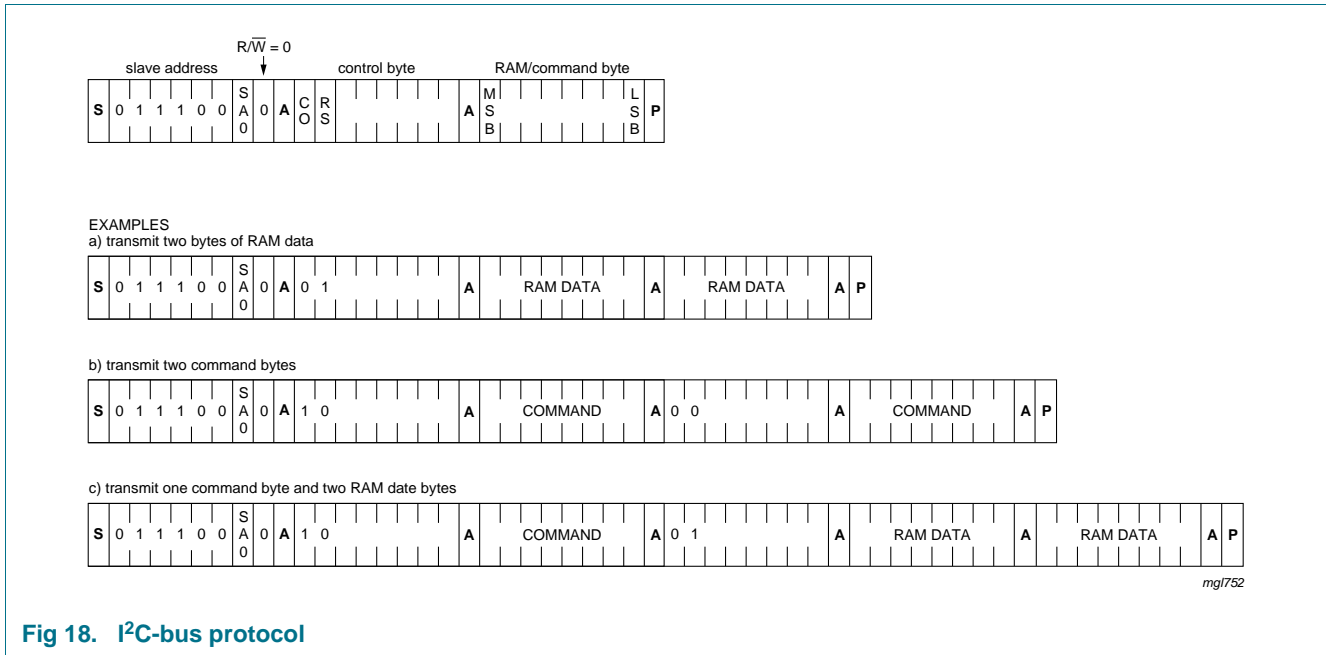 R/W̅ = 0
slave address control byte RAM/command byte
S 0 1 1 1 0 0 SA0 0 A CO RS A MSB LSB P
EXAMPLES
a) transmit two bytes of RAM data
S 0 1 1 1 0 0 SA0 0 A 0 1 A RAM DATA A RAM DATA A P
b) transmit two command bytes
S 0 1 1 1 0 0 SA0 0 A 1 0 A COMMAND A 0 0 A COMMAND A P
c) transmit one command byte and two RAM date bytes
S 0 1 1 1 0 0 SA0 0 A 1 0 A COMMAND A 0 1 A RAM DATA A RAM DATA A P
mgl752
Fig 18. I²C-bus protocol